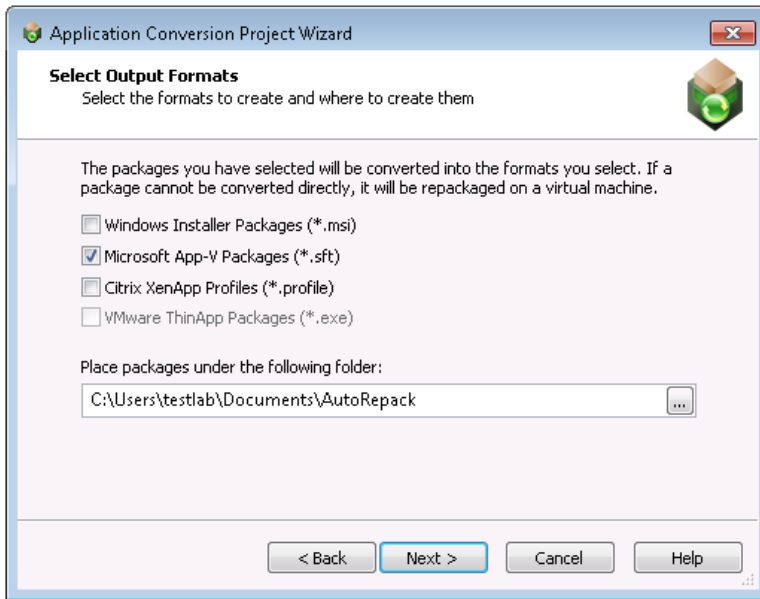 Application Conversion Project Wizard
Select Output Formats
Select the formats to create and where to create them
The packages you have selected will be converted into the formats you select. If a
package cannot be converted directly, it will be repackaged on a virtual machine.
Windows Installer Packages (*.msi)
Microsoft App-V Packages (*.sft)
Citrix XenApp Profiles (*.profile)
VMware ThinApp Packages (*.exe)
Place packages under the following folder:
C:\Users\testlab\Documents\AutoRepack ...
< Back Next > Cancel Help